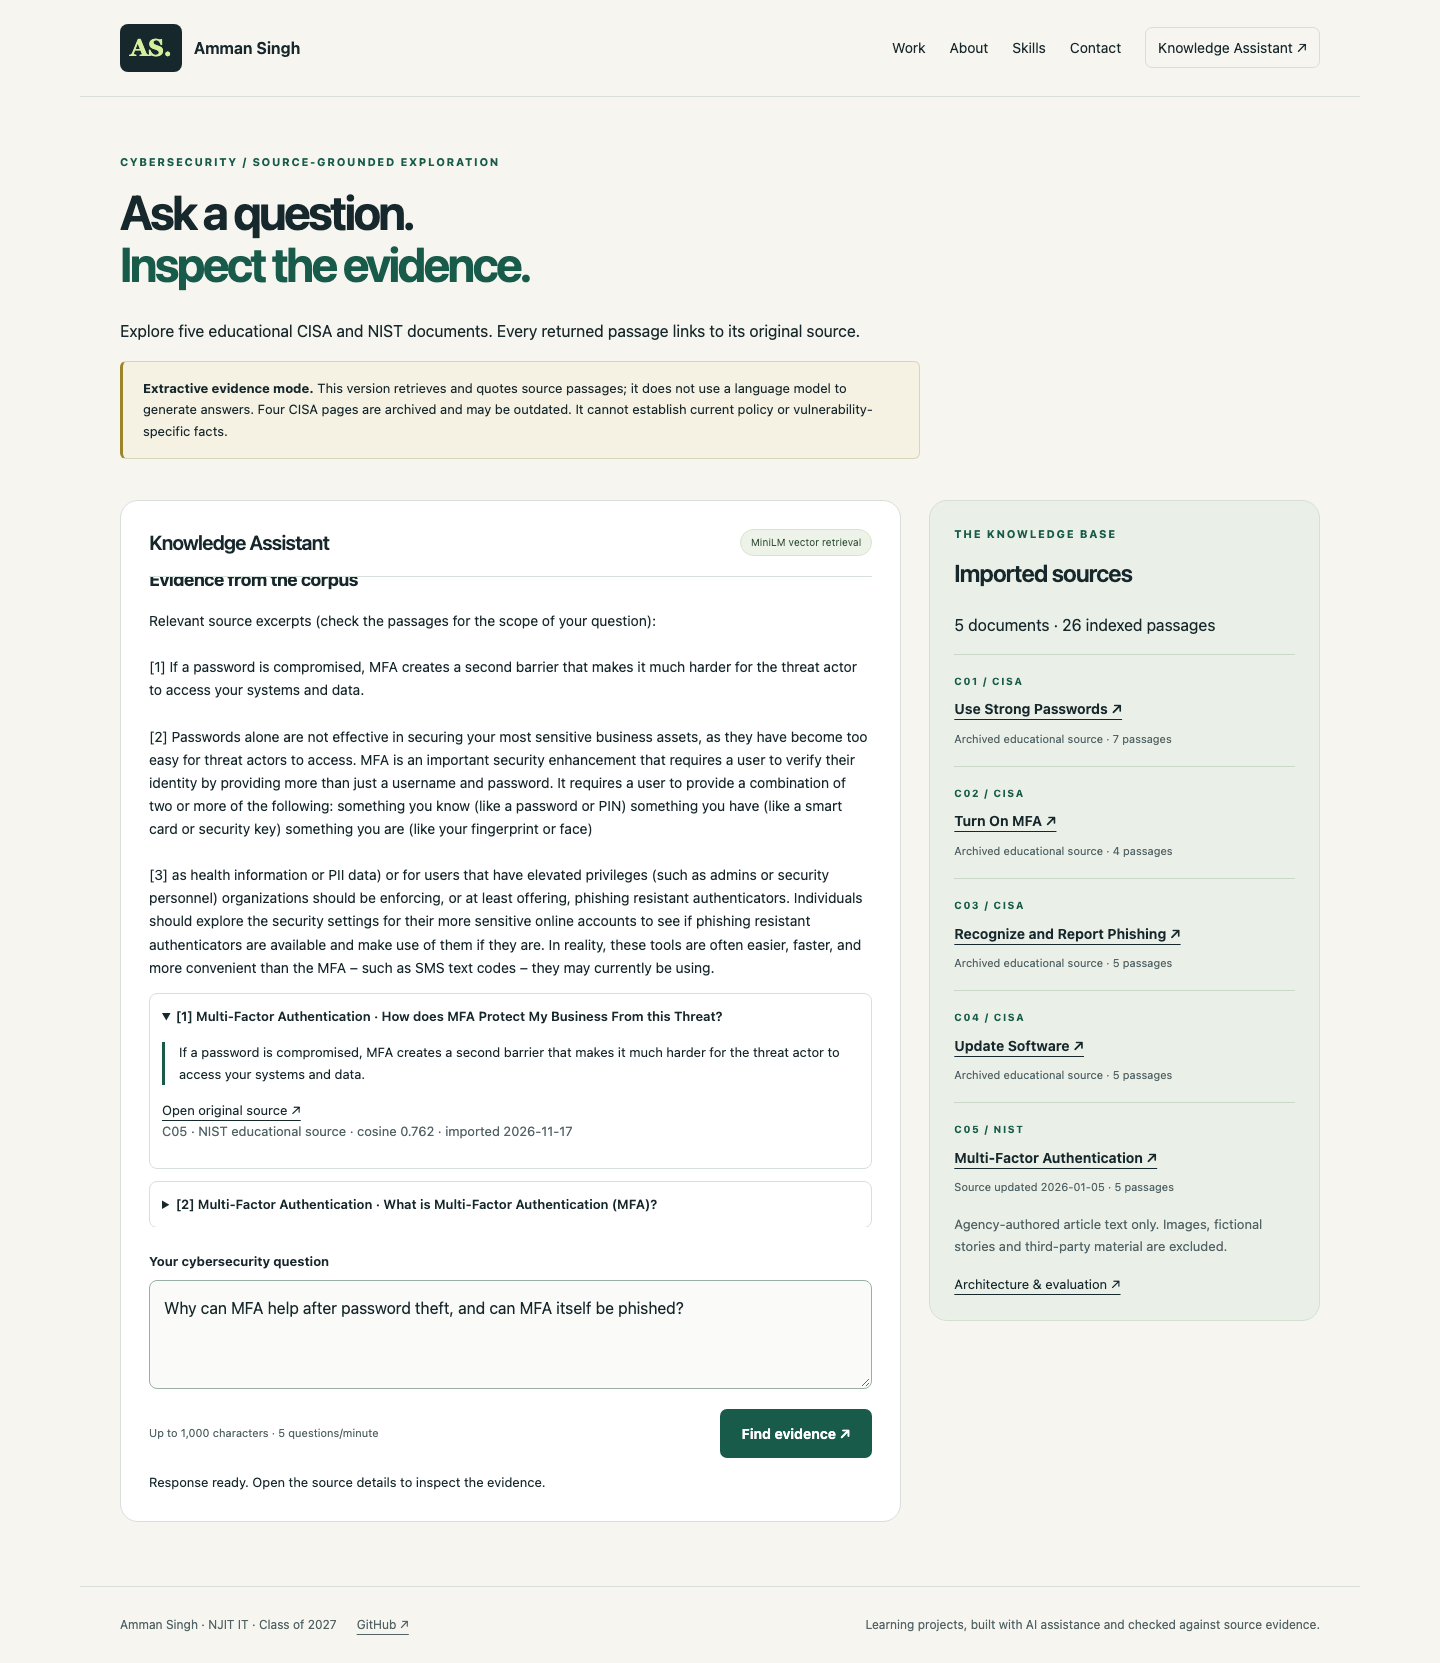 AS.
Amman Singh
Work
About
Skills
Contact
Knowledge Assistant ↗
CYBERSECURITY / SOURCE-GROUNDED EXPLORATION
Ask a question.
Inspect the evidence.
Explore five educational CISA and NIST documents. Every returned passage links to its original source.
Extractive evidence mode. This version retrieves and quotes source passages; it does not use a language model to
generate answers. Four CISA pages are archived and may be outdated. It cannot establish current policy or vulnerability-
specific facts.
Knowledge Assistant
MiniLM vector retrieval
Evidence from the corpus
Relevant source excerpts (check the passages for the scope of your question):
[1] If a password is compromised, MFA creates a second barrier that makes it much harder for the threat actor
to access your systems and data.
[2] Passwords alone are not effective in securing your most sensitive business assets, as they have become too
easy for threat actors to access. MFA is an important security enhancement that requires a user to verify their
identity by providing more than just a username and password. It requires a user to provide a combination of
two or more of the following: something you know (like a password or PIN) something you have (like a smart
card or security key) something you are (like your fingerprint or face)
[3] as health information or PII data) or for users that have elevated privileges (such as admins or security
personnel) organizations should be enforcing, or at least offering, phishing resistant authenticators. Individuals
should explore the security settings for their more sensitive online accounts to see if phishing resistant
authenticators are available and make use of them if they are. In reality, these tools are often easier, faster, and
more convenient than the MFA – such as SMS text codes – they may currently be using.
▼ [1] Multi-Factor Authentication · How does MFA Protect My Business From this Threat?
If a password is compromised, MFA creates a second barrier that makes it much harder for the threat actor to
access your systems and data.
Open original source ↗
C05 · NIST educational source · cosine 0.762 · imported 2026-11-17
▶ [2] Multi-Factor Authentication · What is Multi-Factor Authentication (MFA)?
Your cybersecurity question
Why can MFA help after password theft, and can MFA itself be phished?
Up to 1,000 characters · 5 questions/minute
Find evidence ↗
Response ready. Open the source details to inspect the evidence.
THE KNOWLEDGE BASE
Imported sources
5 documents · 26 indexed passages
C01 / CISA
Use Strong Passwords ↗
Archived educational source · 7 passages
C02 / CISA
Turn On MFA ↗
Archived educational source · 4 passages
C03 / CISA
Recognize and Report Phishing ↗
Archived educational source · 5 passages
C04 / CISA
Update Software ↗
Archived educational source · 5 passages
C05 / NIST
Multi-Factor Authentication ↗
Source updated 2026-01-05 · 5 passages
Agency-authored article text only. Images, fictional
stories and third-party material are excluded.
Architecture & evaluation ↗
Amman Singh · NJIT IT · Class of 2027
GitHub ↗
Learning projects, built with AI assistance and checked against source evidence.